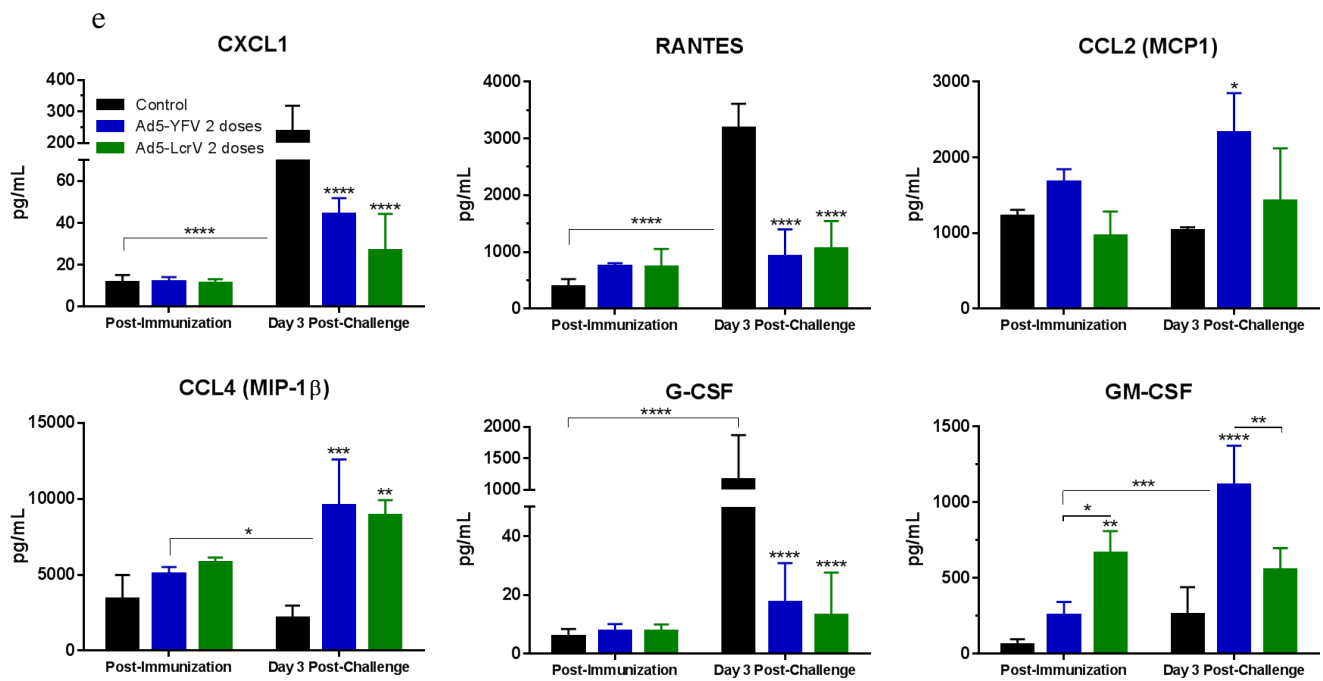 e
CXCL1
400
300
200
60
40
20
0
pg/mL
Control
Ad5-YFV 2 doses
Ad5-LcrV 2 doses
****
****
****
Post-Immunization
Day 3 Post-Challenge
RANTES
4000
3000
2000
1000
0
pg/mL
****
****
****
Post-Immunization
Day 3 Post-Challenge
CCL2 (MCP1)
3000
2000
1000
0
pg/mL
*
Post-Immunization
Day 3 Post-Challenge
CCL4 (MIP-1β)
15000
10000
5000
0
pg/mL
*
***
**
Post-Immunization
Day 3 Post-Challenge
G-CSF
2000
1500
1000
40
20
0
pg/mL
****
****
****
Post-Immunization
Day 3 Post-Challenge
GM-CSF
1500
1000
750
500
250
0
pg/mL
*
**
***
****
**
Post-Immunization
Day 3 Post-Challenge